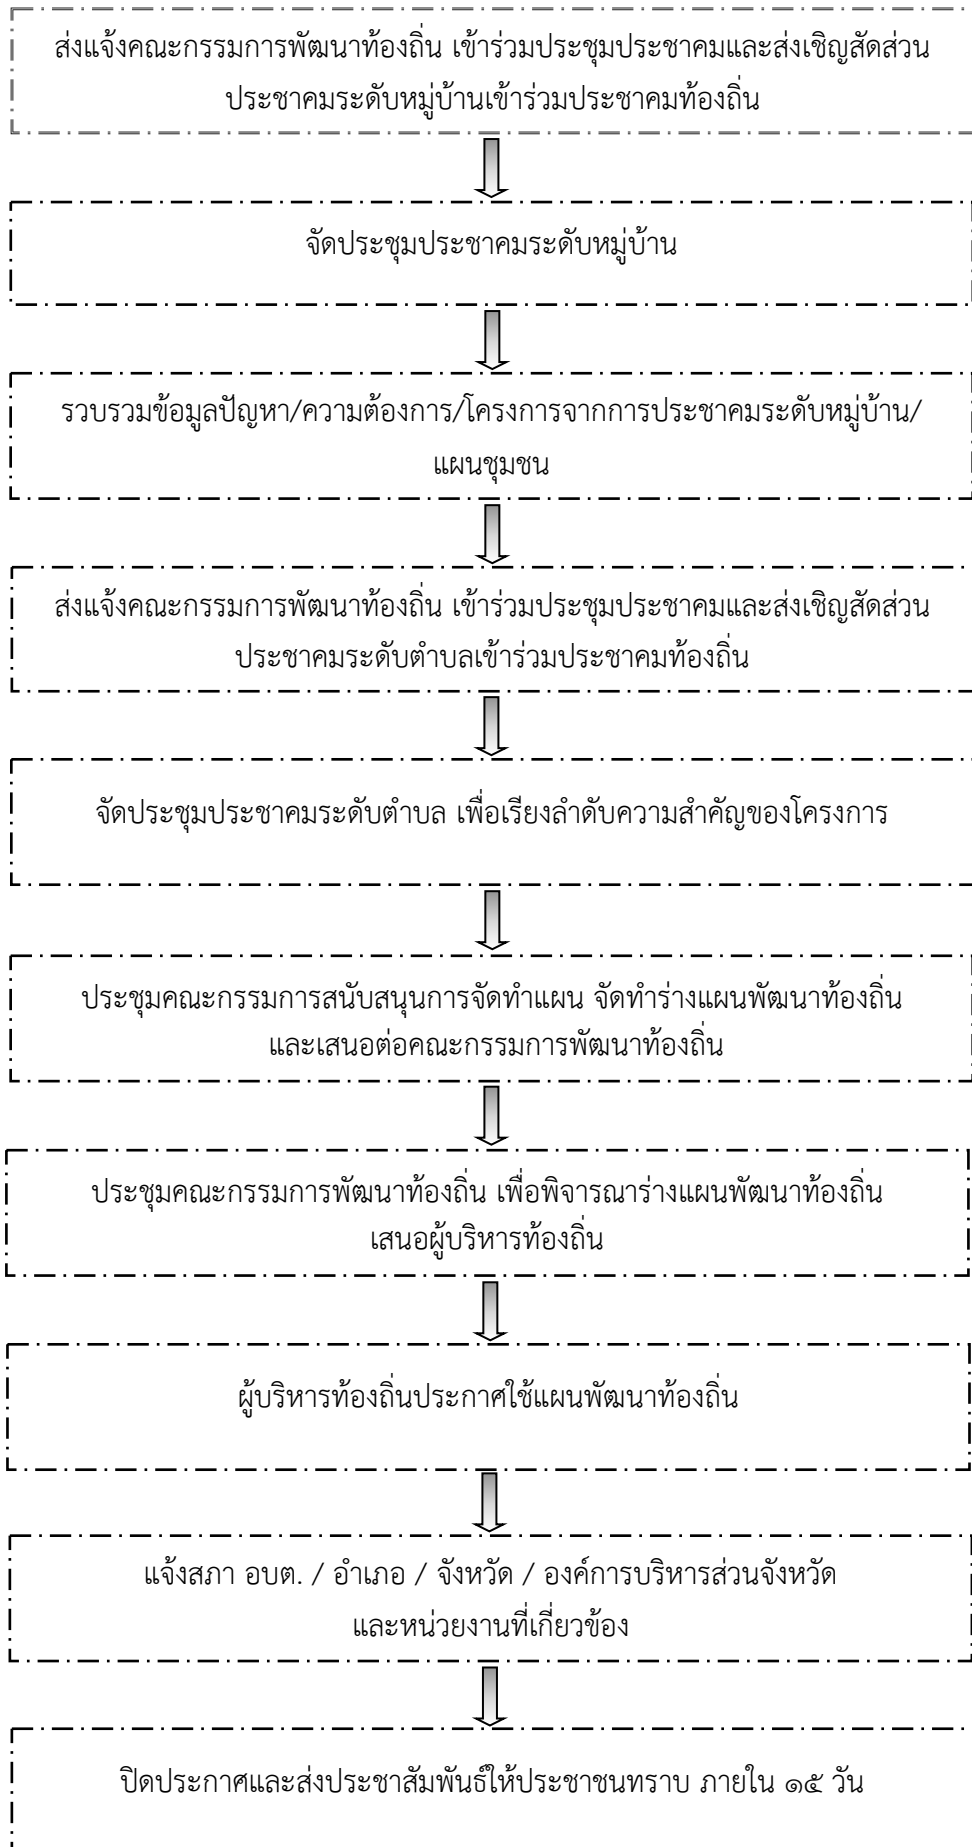 ส่งแจ้งคณะกรรมการพัฒนาท้องถิ่น เข้าร่วมประชุมประชาคมและส่งเชิญสัดส่วน
ประชาคมระดับหมู่บ้านเข้าร่วมประชาคมท้องถิ่น
จัดประชุมประชาคมระดับหมู่บ้าน
รวบรวมข้อมูลปัญหา/ความต้องการ/โครงการจากการประชาคมระดับหมู่บ้าน/
แผนชุมชน
ส่งแจ้งคณะกรรมการพัฒนาท้องถิ่น เข้าร่วมประชุมประชาคมและส่งเชิญสัดส่วน
ประชาคมระดับตำบลเข้าร่วมประชาคมท้องถิ่น
จัดประชุมประชาคมระดับตำบล เพื่อเรียงลำดับความสำคัญของโครงการ
ประชุมคณะกรรมการสนับสนุนการจัดทำแผน จัดทำร่างแผนพัฒนาท้องถิ่น
และเสนอต่อคณะกรรมการพัฒนาท้องถิ่น
ประชุมคณะกรรมการพัฒนาท้องถิ่น เพื่อพิจารณาร่างแผนพัฒนาท้องถิ่น
เสนอผู้บริหารท้องถิ่น
ผู้บริหารท้องถิ่นประกาศใช้แผนพัฒนาท้องถิ่น
แจ้งสภา อบต. / อำเภอ / จังหวัด / องค์การบริหารส่วนจังหวัด
และหน่วยงานที่เกี่ยวข้อง
ปิดประกาศและส่งประชาสัมพันธ์ให้ประชาชนทราบ ภายใน ๑๕ วัน